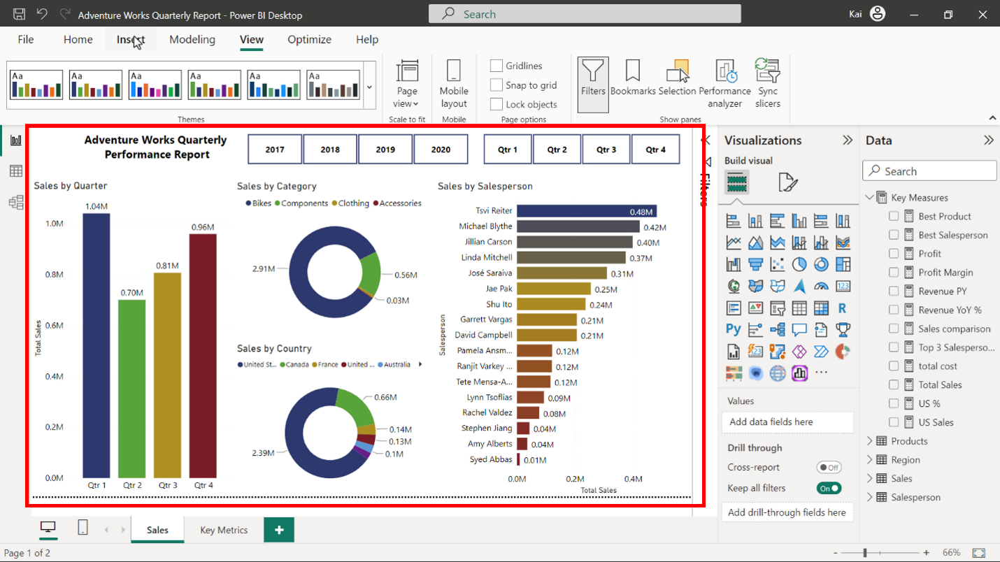 Adventure Works Quarterly Report - Power BI Desktop
Search
Kai
File
Home
Insert
Modeling
View
Optimize
Help
Aa
Aa
Aa
Aa
Aa
Aa
Themes
Page
view
Scale to fit
Mobile
layout
Mobile
Gridlines
Snap to grid
Lock objects
Page options
Filters
Bookmarks
Selection
Performance
analyzer
Sync
slicers
Show panes
Adventure Works Quarterly
Performance Report
2017
2018
2019
2020
Qtr 1
Qtr 2
Qtr 3
Qtr 4
Sales by Quarter
1.04M
0.70M
0.81M
0.96M
1.0M
0.8M
0.6M
0.4M
0.2M
0.0M
Total Sales
Qtr 1
Qtr 2
Qtr 3
Qtr 4
Sales by Category
Bikes
Components
Clothing
Accessories
2.91M
0.56M
0.03M
Sales by Country
United St...
Canada
France
United ...
Australia
0.66M
0.14M
0.13M
0.1M
2.39M
Sales by Salesperson
Salesperson
Tsvi Reiter 0.48M
Michael Blythe 0.42M
Jillian Carson 0.40M
Linda Mitchell 0.37M
José Saraiva 0.31M
Jae Pak 0.25M
Shu Ito 0.24M
Garrett Vargas 0.21M
David Campbell 0.21M
Pamela Ansm... 0.12M
Ranjit Varkey ... 0.12M
Tete Mensa-A... 0.12M
Lynn Tsoflias 0.09M
Rachel Valdez 0.08M
Stephen Jiang 0.04M
Amy Alberts 0.04M
Syed Abbas 0.01M
0.0M
0.2M
0.4M
Total Sales
Filters
Visualizations
Build visual
123
R
Py
123
Values
Add data fields here
Drill through
Cross-report
Off
Keep all filters
On
Add drill-through fields here
Data
Search
Key Measures
Best Product
Best Salesperson
Profit
Profit Margin
Revenue PY
Revenue YoY %
Sales comparison
Top 3 Salesperso...
total cost
Total Sales
US %
US Sales
Products
Region
Sales
Salesperson
Sales
Key Metrics
+
Page 1 of 2
-
+
66%